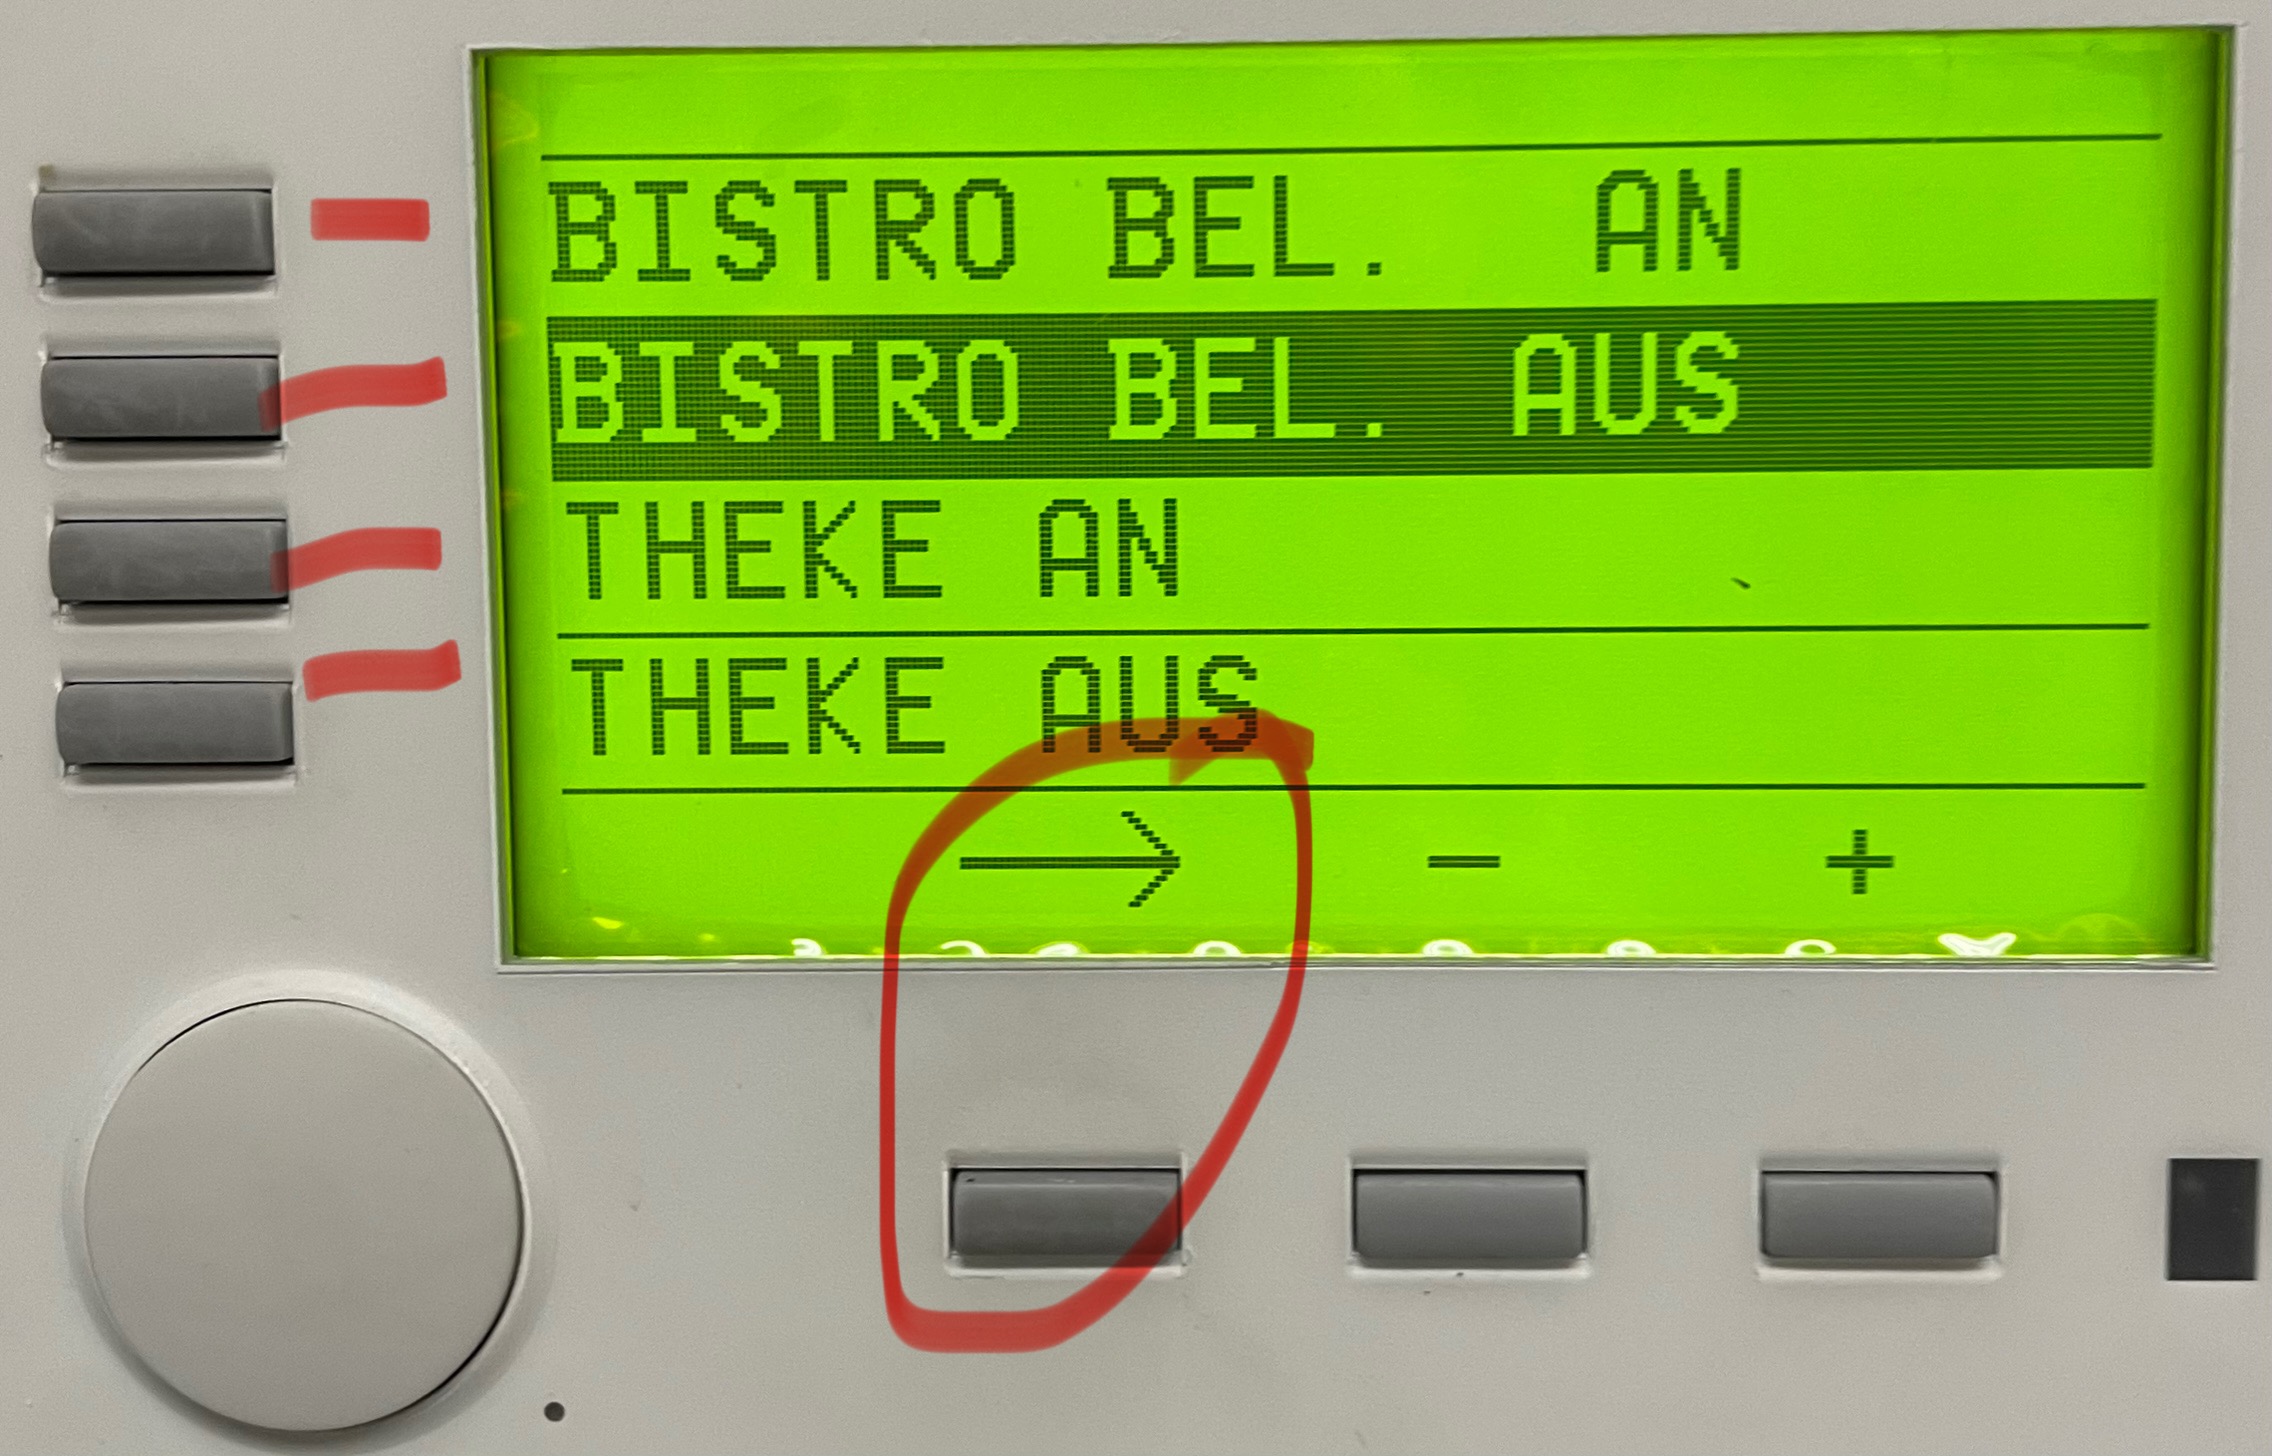 BISTRO BEL. AN
BISTRO BEL. AUS
THEKE AN
THEKE AUS
→ - +